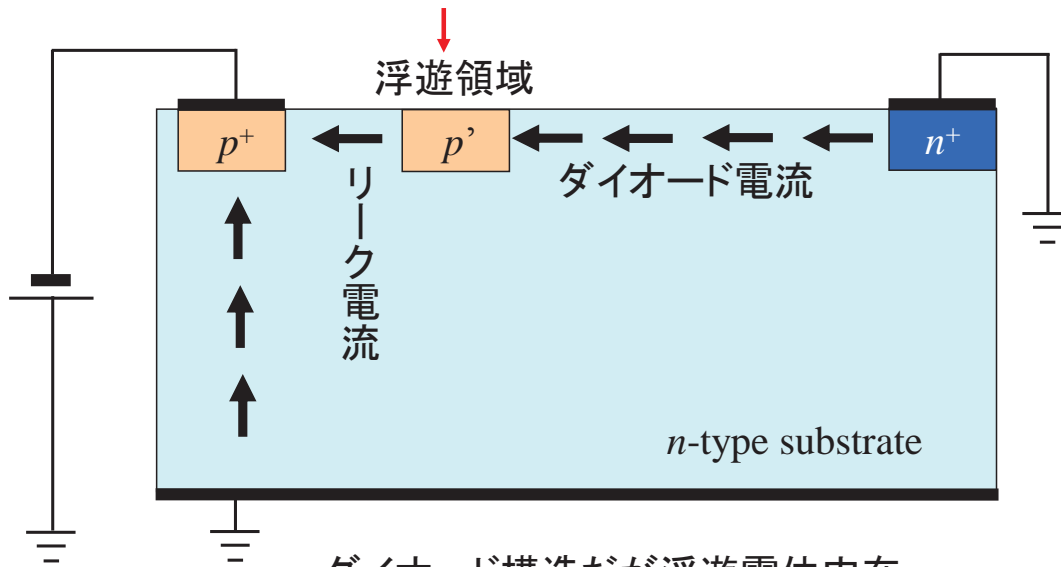 浮遊領域
p⁺
p’
n⁺
リーク電流
ダイオード電流
n-type substrate